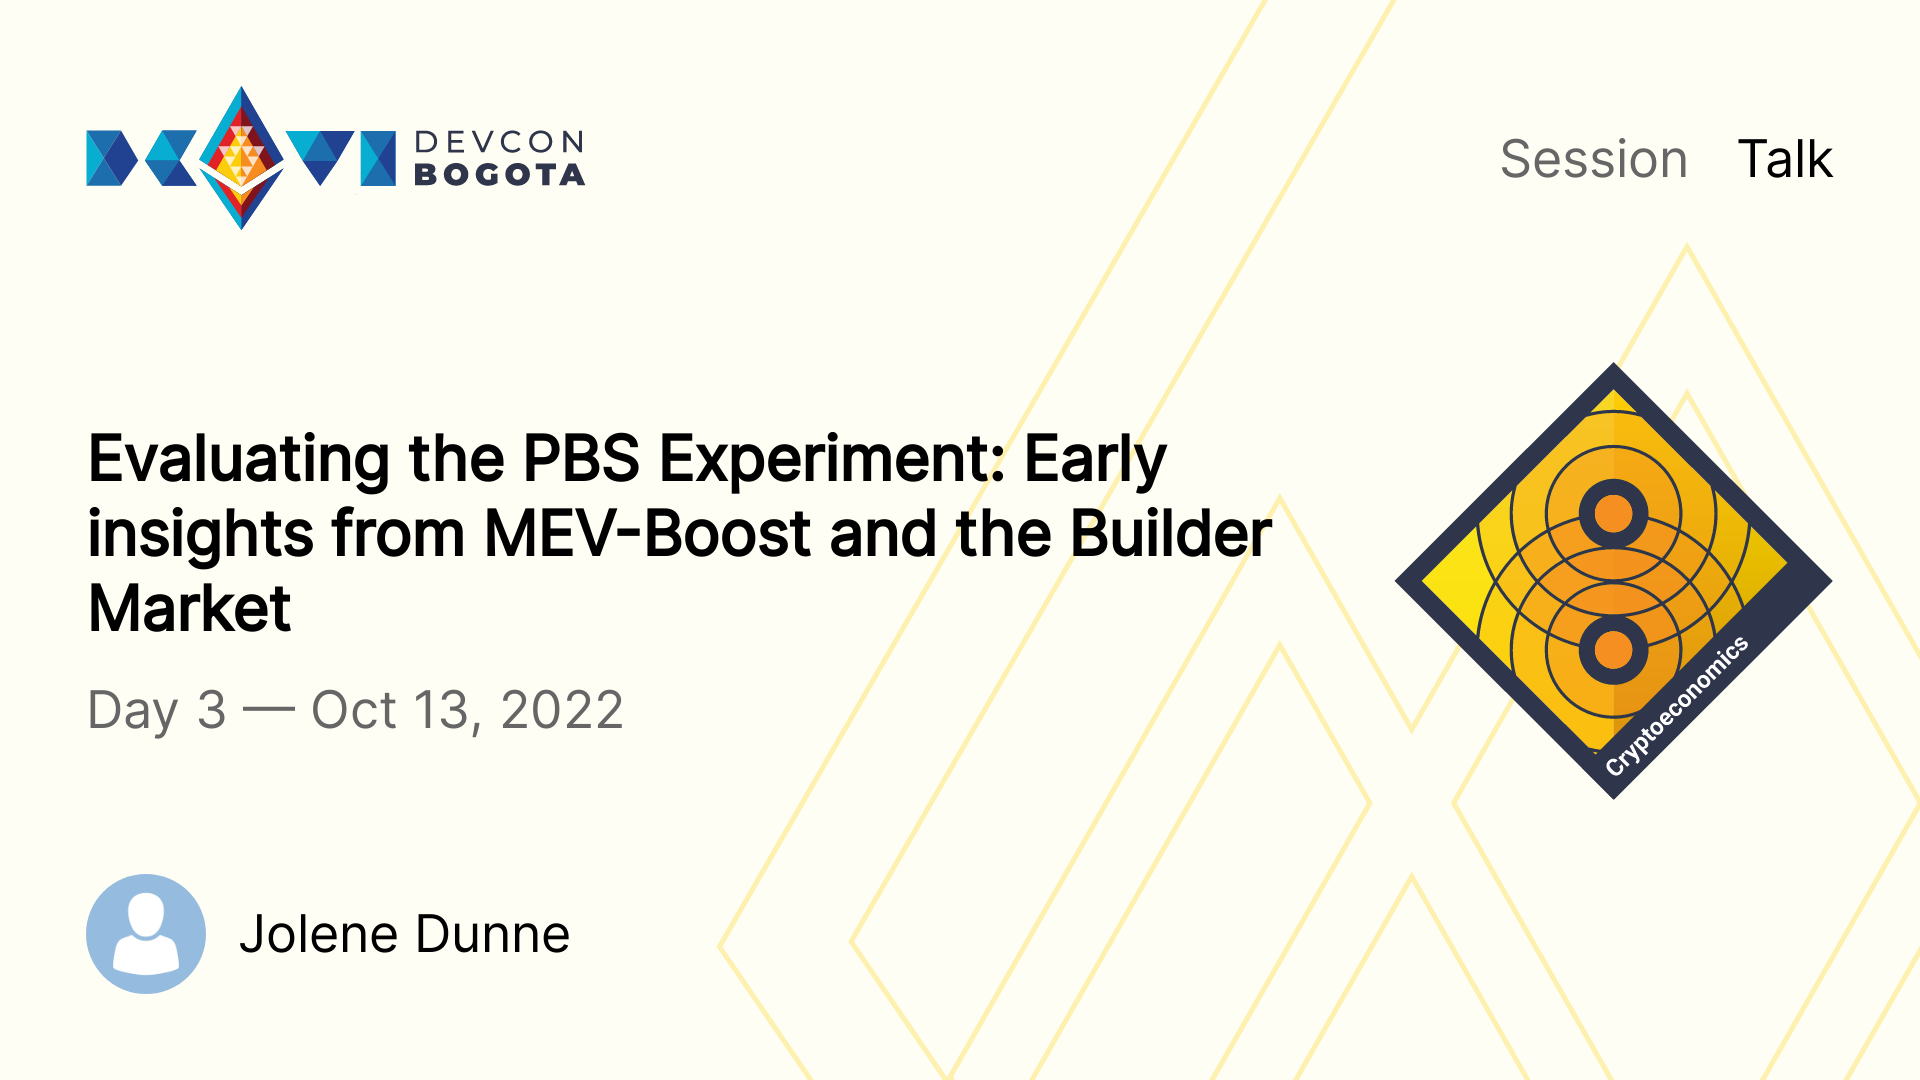 DEVCON
BOGOTA
Session Talk
Evaluating the PBS Experiment: Early
insights from MEV-Boost and the Builder
Market
Day 3 — Oct 13, 2022
Cryptoeconomics
Jolene Dunne